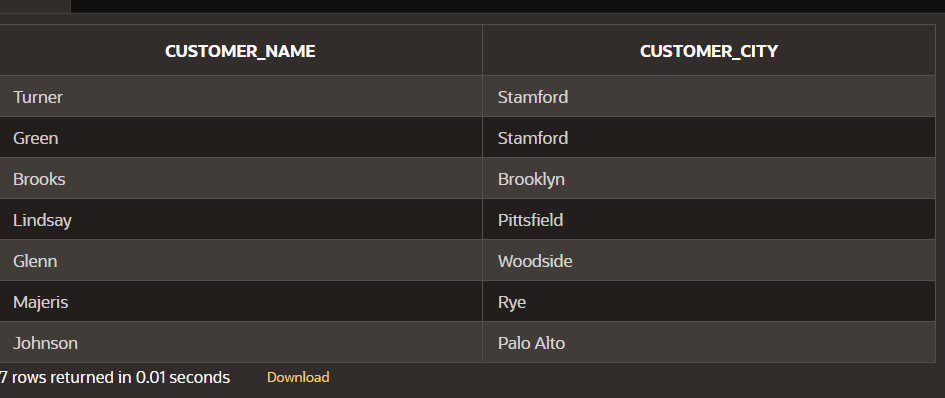 CUSTOMER_NAME CUSTOMER_CITY
Turner Stamford
Green Stamford
Brooks Brooklyn
Lindsay Pittsfield
Glenn Woodside
Majeris Rye
Johnson Palo Alto
7 rows returned in 0.01 seconds Download